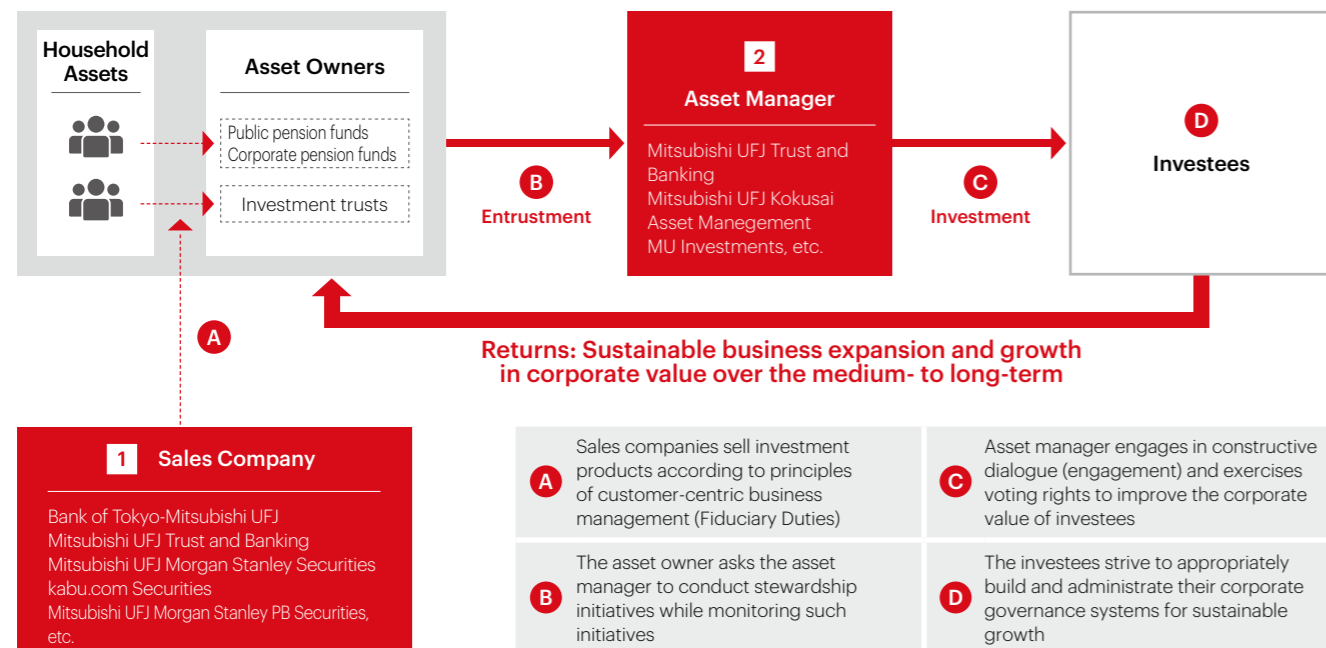 Household
Assets
Asset Owners
Public pension funds
Corporate pension funds
Investment trusts
B
Entrustment
2
Asset Manager
Mitsubishi UFJ Trust and
Banking
Mitsubishi UFJ Kokusai
Asset Manegement
MU Investments, etc.
C
Investment
D
Investees
A
Returns: Sustainable business expansion and growth
in corporate value over the medium- to long-term
1 Sales Company
Bank of Tokyo-Mitsubishi UFJ
Mitsubishi UFJ Trust and Banking
Mitsubishi UFJ Morgan Stanley Securities
kabu.com Securities
Mitsubishi UFJ Morgan Stanley PB Securities,
etc.
A
Sales companies sell investment
products according to principles
of customer-centric business
management (Fiduciary Duties)
B
The asset owner asks the asset
manager to conduct stewardship
initiatives while monitoring such
initiatives
C
Asset manager engages in constructive
dialogue (engagement) and exercises
voting rights to improve the corporate
value of investees
D
The investees strive to appropriately
build and administrate their corporate
governance systems for sustainable
growth